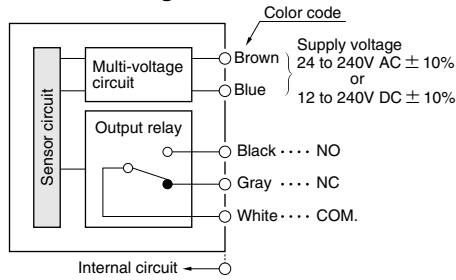 Color code
Sensor circuit
Multi-voltage
circuit
Brown
Blue
Supply voltage
24 to 240V AC ± 10%
or
12 to 240V DC ± 10%
Output relay
Black ···· NO
Gray ···· NC
White ···· COM.
Internal circuit